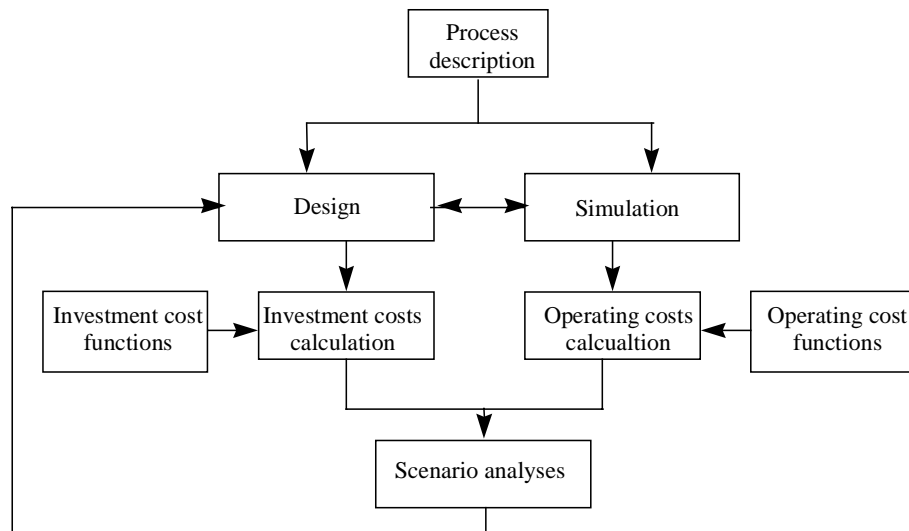 Process
description
Design
Simulation
Investment cost
functions
Investment costs
calculation
Operating costs
calcualtion
Operating cost
functions
Scenario analyses